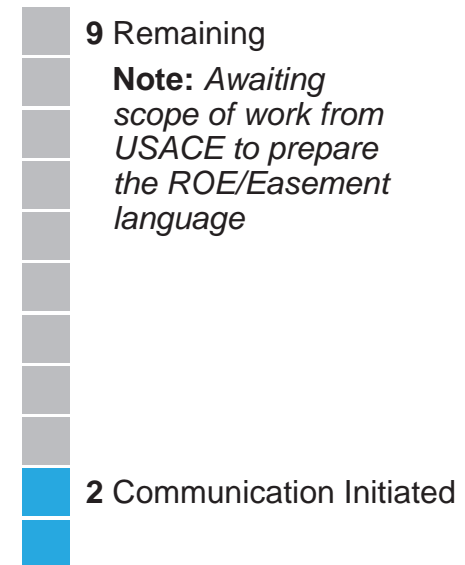 9 Remaining
Note: Awaiting
scope of work from
USACE to prepare
the ROE/Easement
language
2 Communication Initiated